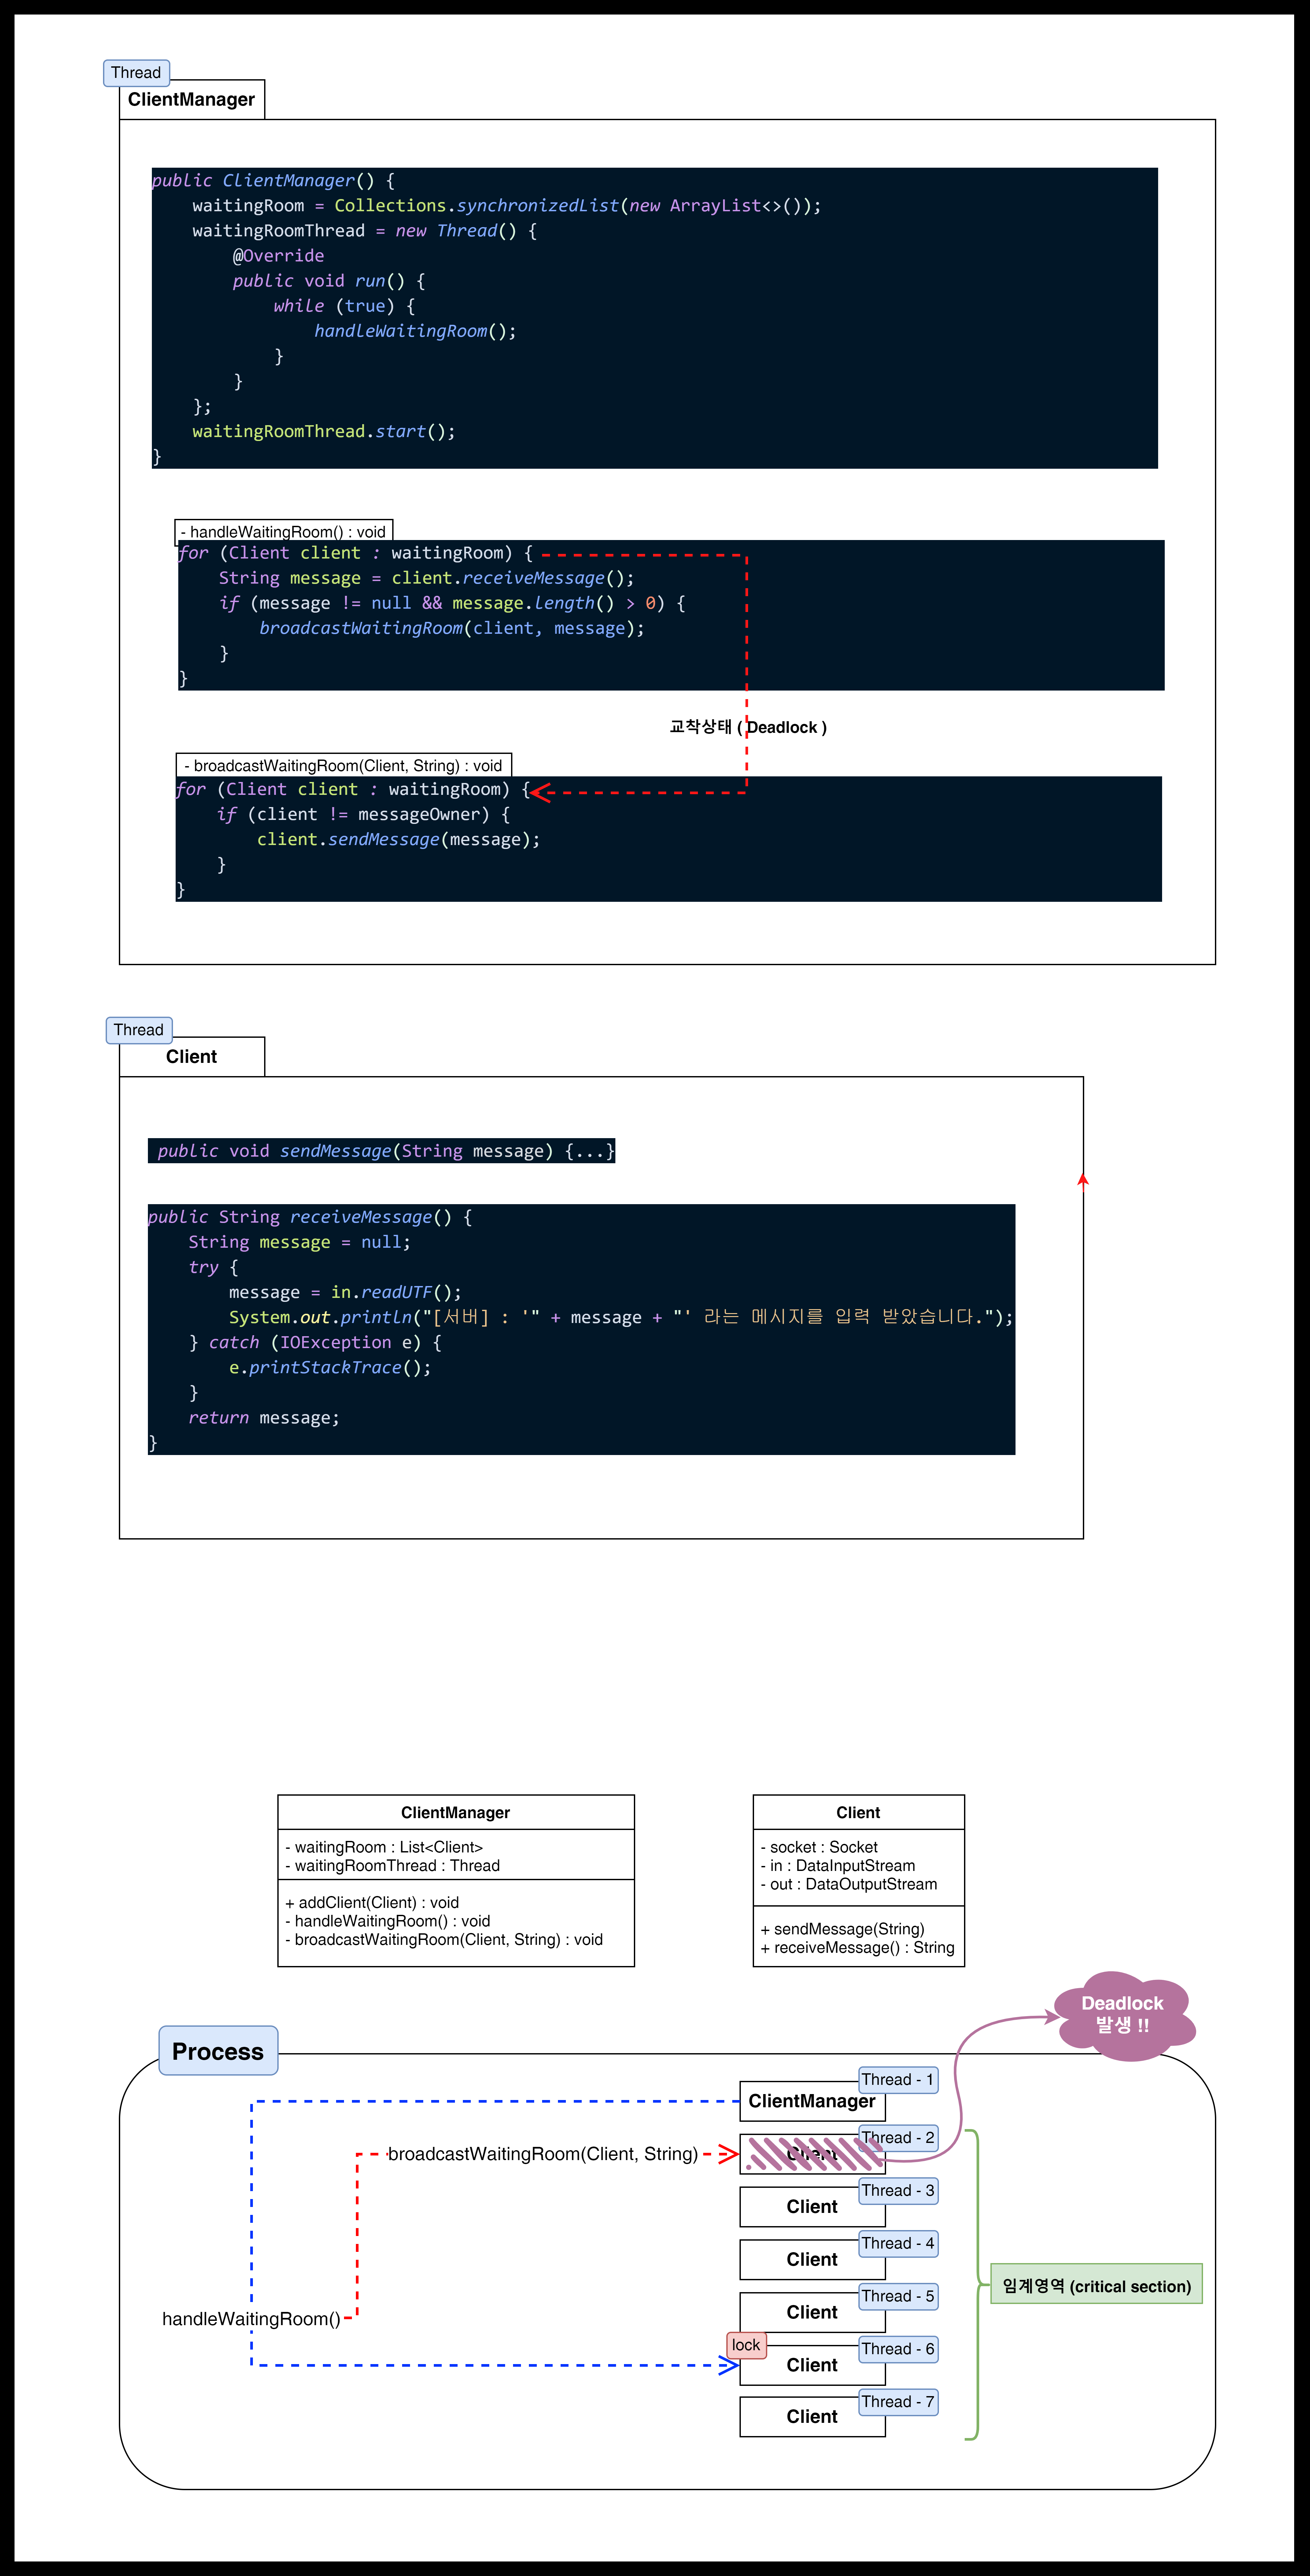 Thread
ClientManager
public ClientManager() {
    waitingRoom = Collections.synchronizedList(new ArrayList<>());
    waitingRoomThread = new Thread() {
        @Override
        public void run() {
            while (true) {
                handleWaitingRoom();
            }
        }
    };
    waitingRoomThread.start();
}
- handleWaitingRoom() : void
for (Client client : waitingRoom) {
    String message = client.receiveMessage();
    if (message != null && message.length() > 0) {
        broadcastWaitingRoom(client, message);
    }
}
교착상태 ( Deadlock )
- broadcastWaitingRoom(Client, String) : void
for (Client client : waitingRoom) {
    if (client != messageOwner) {
        client.sendMessage(message);
    }
}
Thread
Client
public void sendMessage(String message) {...}
public String receiveMessage() {
    String message = null;
    try {
        message = in.readUTF();
        System.out.println("[서버] : '" + message + "' 라는 메시지를 입력 받았습니다.");
    } catch (IOException e) {
        e.printStackTrace();
    }
    return message;
}
ClientManager
- waitingRoom : List<Client>
- waitingRoomThread : Thread
+ addClient(Client) : void
- handleWaitingRoom() : void
- broadcastWaitingRoom(Client, String) : void
Client
- socket : Socket
- in : DataInputStream
- out : DataOutputStream
+ sendMessage(String)
+ receiveMessage() : String
Deadlock
발생 !!
Process
Thread - 1
ClientManager
Thread - 2
Client
broadcastWaitingRoom(Client, String)
Thread - 3
Client
Thread - 4
Client
임계영역 (critical section)
Thread - 5
Client
handleWaitingRoom()
lock
Thread - 6
Client
Thread - 7
Client